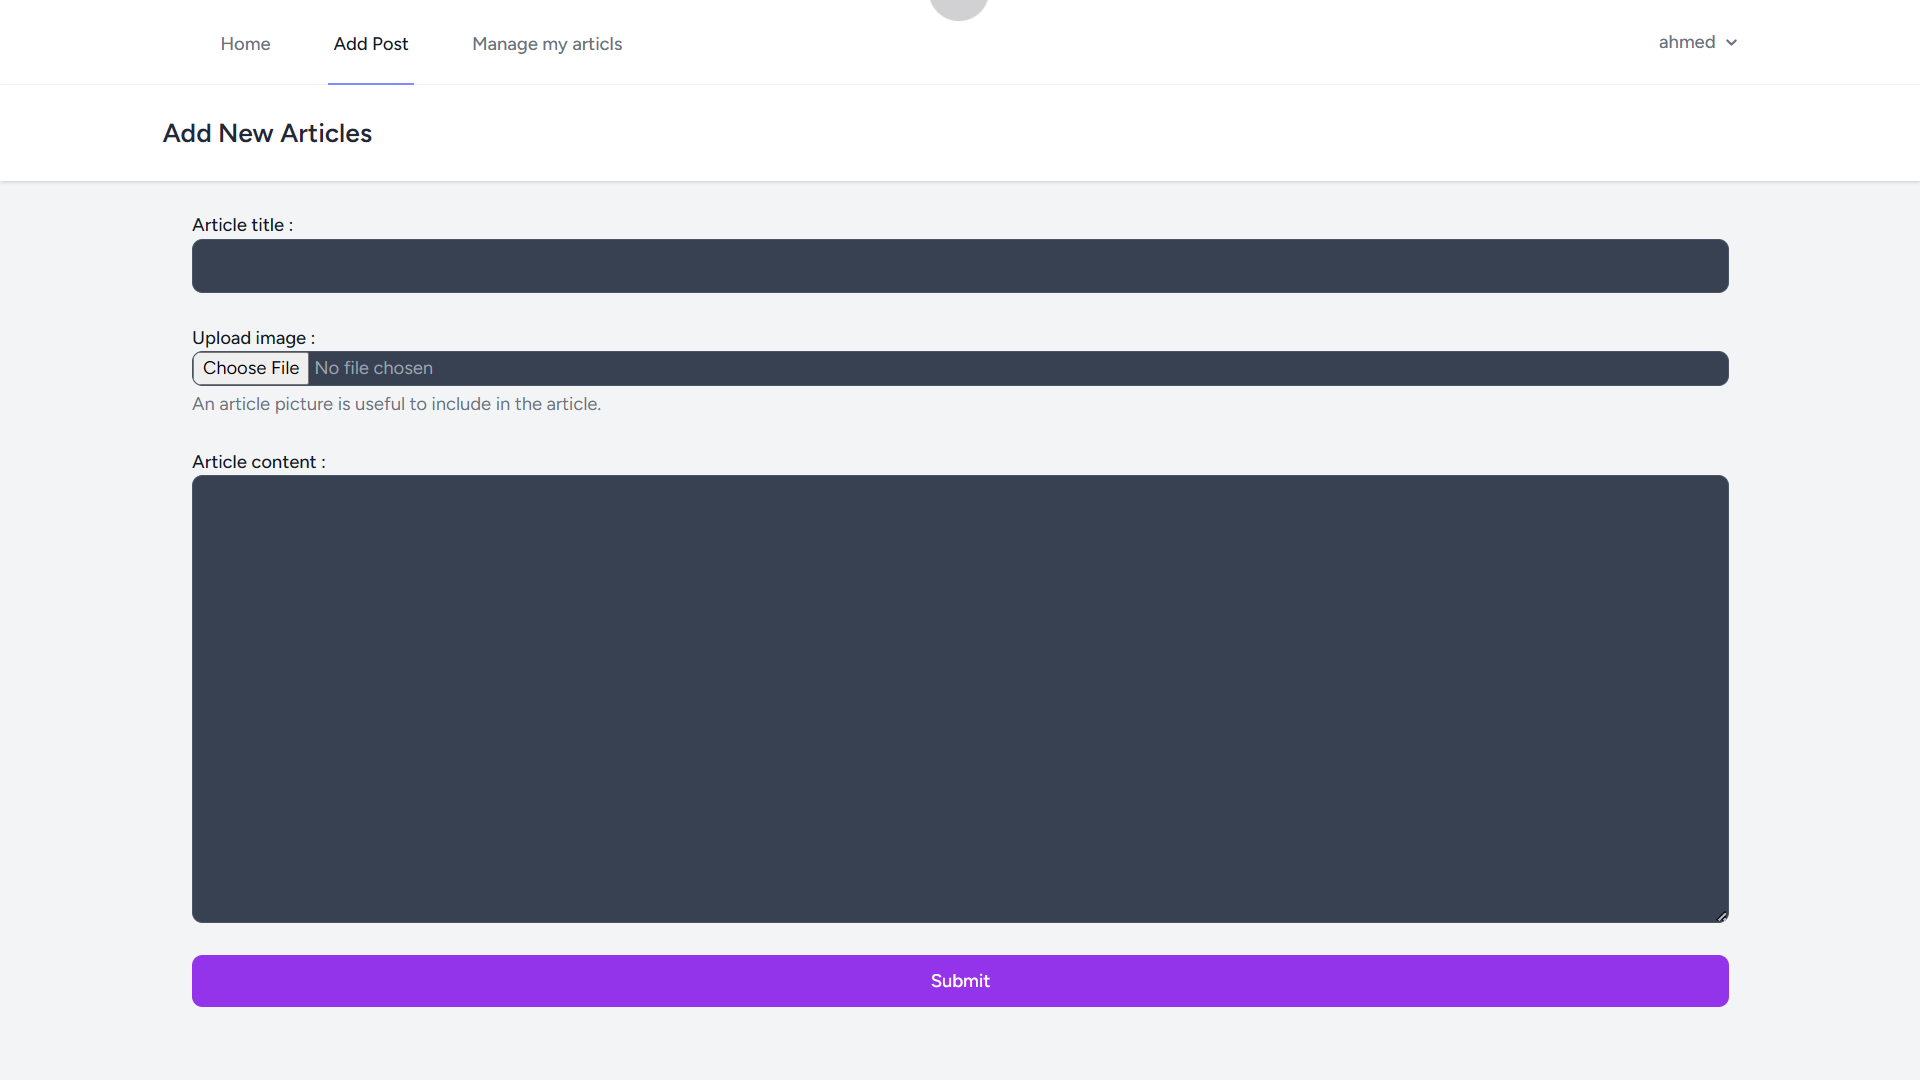 Home Add Post Manage my articls ahmed
Add New Articles
Article title :
Upload image :
Choose File No file chosen
An article picture is useful to include in the article.
Article content :
Submit